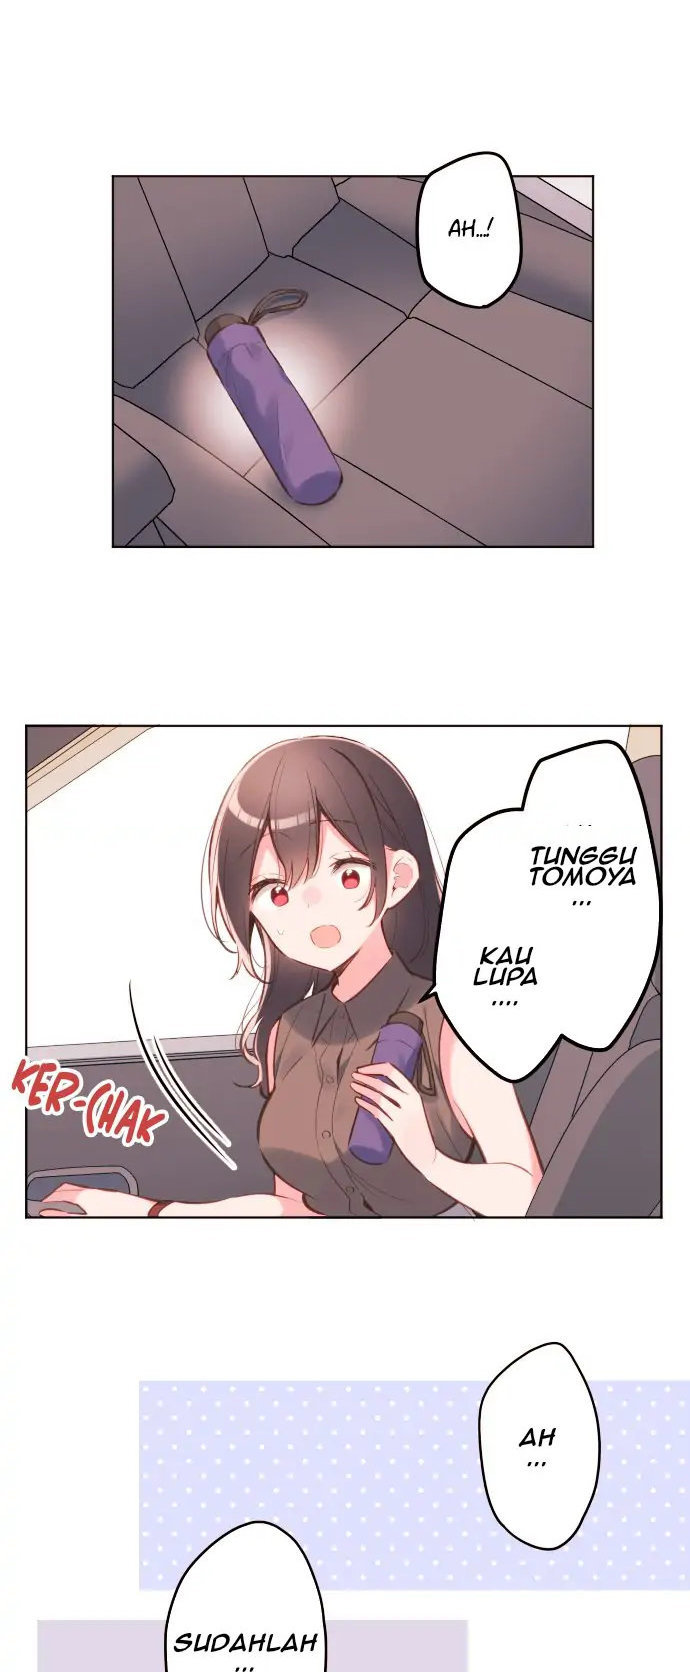 AH...!
TUNGGU
TOMOYA
...
KAU
LUPA
....
KER-CHAK
AH
...
SUDAHLAH
...